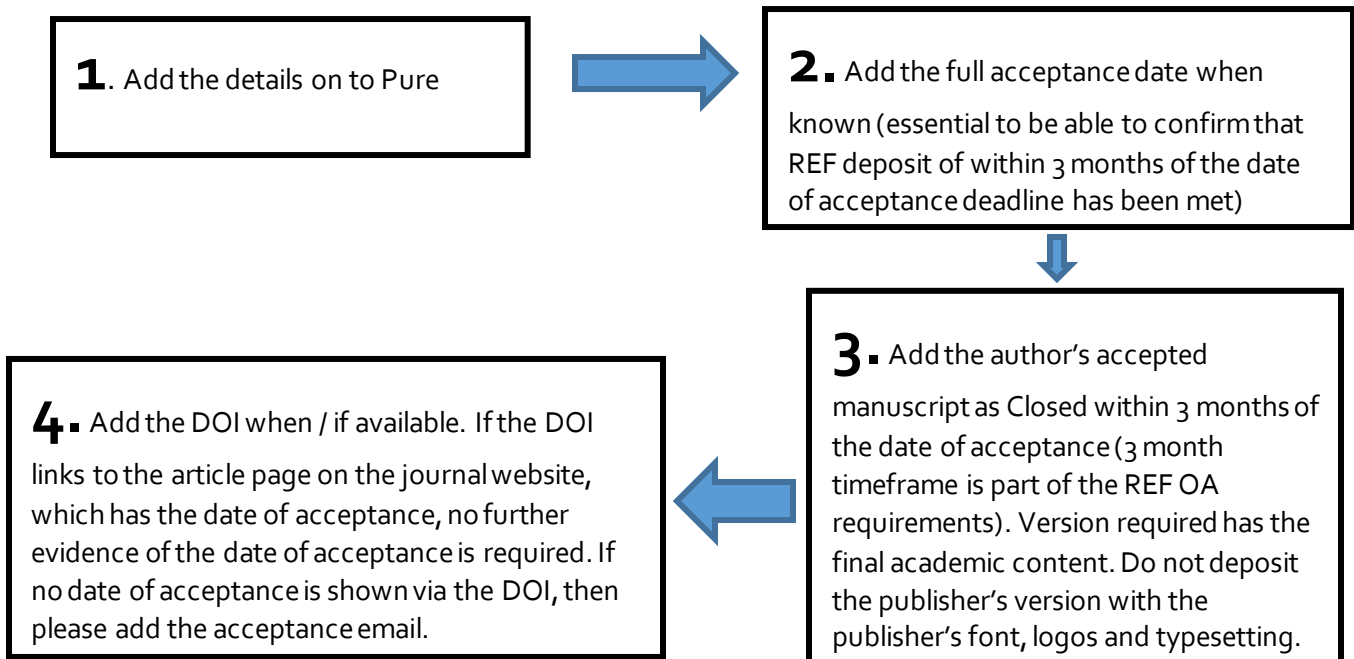 1. Add the details on to Pure
2. Add the full acceptance date when
known (essential to be able to confirm that
REF deposit of within 3 months of the date
of acceptance deadline has been met)
3. Add the author's accepted
manuscript as Closed within 3 months of
the date of acceptance (3 month
timeframe is part of the REF OA
requirements). Version required has the
final academic content. Do not deposit
the publisher's version with the
publisher's font, logos and typesetting.
4. Add the DOI when / if available. If the DOI
links to the article page on the journal website,
which has the date of acceptance, no further
evidence of the date of acceptance is required. If
no date of acceptance is shown via the DOI, then
please add the acceptance email.